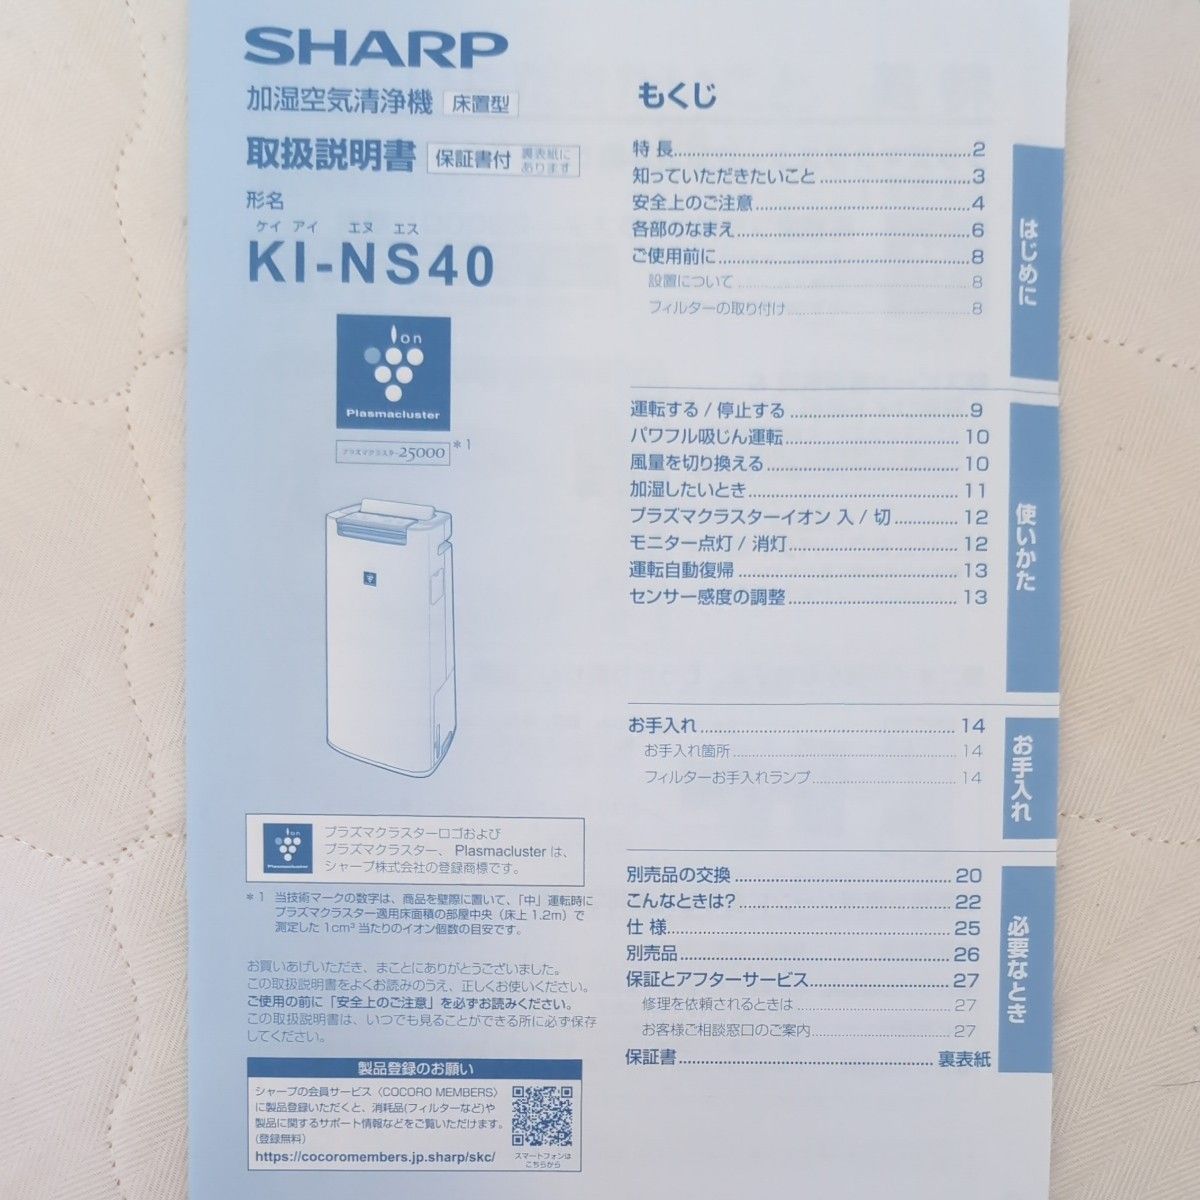 SHARP
加湿空気清浄機 床置型
取扱説明書 保証書付 裏表紙に
あります
形名
ケイ アイ エヌ エス
KI-NS40
Ion
Plasmacluster
プラズマクラスター25000 *1
プラズマクラスターロゴおよび
プラズマクラスター、Plasmacluster は、
シャープ株式会社の登録商標です。
*1 当技術マークの数字は、商品を壁際に置いて、「中」運転時に
プラズマクラスター適用床面積の部屋中央(床上 1.2m)で
測定した 1cm³ 当たりのイオン個数の目安です。
お買いあげいただき、まことにありがとうございました。
この取扱説明書をよくお読みのうえ、正しくお使いください。
ご使用の前に「安全上のご注意」を必ずお読みください。
この取扱説明書は、いつでも見ることができる所に必ず保存
してください。
製品登録のお願い
シャープの会員サービス〈COCORO MEMBERS〉
に製品登録いただくと、消耗品(フィルターなど)や
製品に関するサポート情報などをご覧いただけます。
(登録無料)
https://cocoromembers.jp.sharp/skc/
スマートフォンは
こちらから
もくじ
特 長 2
知っていただきたいこと 3
安全上のご注意 4
各部のなまえ 6
ご使用前に 8
設置について 8
フィルターの取り付け 8
はじめに
運転する / 停止する 9
パワフル吸じん運転 10
風量を切り換える 10
加湿したいとき 11
プラズマクラスターイオン 入 / 切 12
モニター点灯 / 消灯 12
運転自動復帰 13
センサー感度の調整 13
使いかた
お手入れ 14
お手入れ箇所 14
フィルターお手入れランプ 14
お手入れ
別売品の交換 20
こんなときは? 22
仕 様 25
別売品 26
保証とアフターサービス 27
修理を依頼されるときは 27
お客様ご相談窓口のご案内 27
保証書 裏表紙
必要なとき